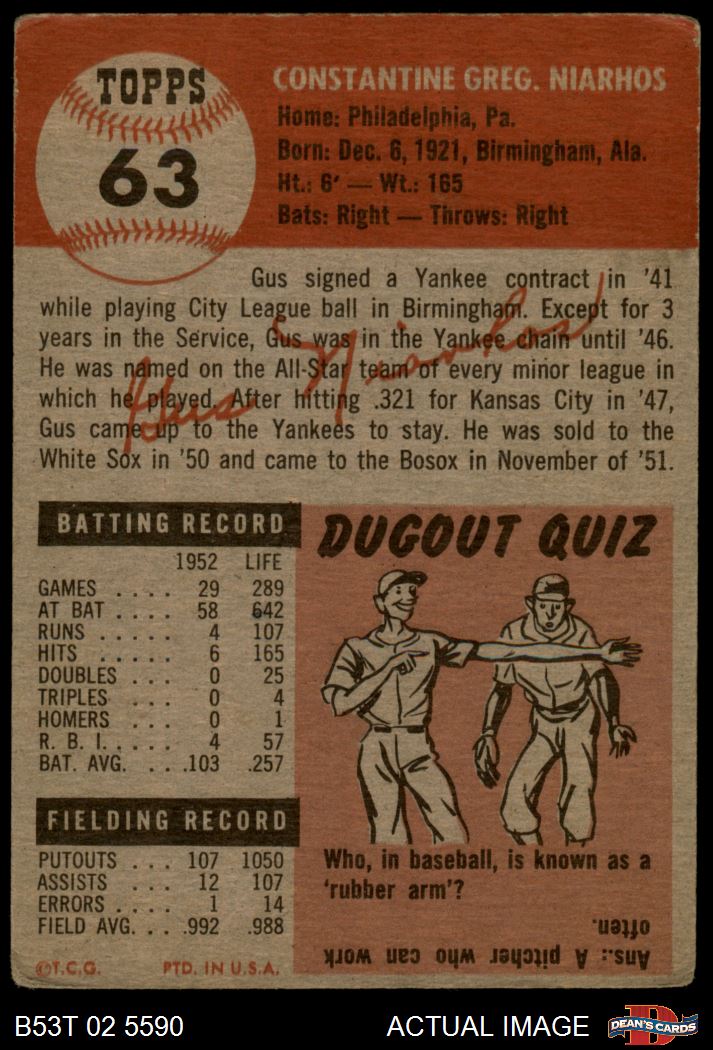 TOPPS
63
CONSTANTINE GREG. NIARHOS
Home: Philadelphia, Pa.
Born: Dec. 6, 1921, Birmingham, Ala.
Ht.: 6' — Wt.: 165
Bats: Right — Throws: Right
Gus signed a Yankee contract in '41
while playing City League ball in Birmingham. Except for 3
years in the Service, Gus was in the Yankee chain until '46.
He was named on the All-Star team of every minor league in
which he played. After hitting .321 for Kansas City in '47,
Gus came up to the Yankees to stay. He was sold to the
White Sox in '50 and came to the Bosox in November of '51.
Gus Niarhos
BATTING RECORD
1952 LIFE
GAMES .... 29 289
AT BAT .... 58 642
RUNS ..... 4 107
HITS ..... 6 165
DOUBLES ... 0 25
TRIPLES ... 0 4
HOMERS ... 0 1
R. B. I. .... 4 57
BAT. AVG. ... .103 .257
FIELDING RECORD
PUTOUTS ... 107 1050
ASSISTS ... 12 107
ERRORS .... 1 14
FIELD AVG. .. .992 .988
©T.C.G. PTD. IN U.S.A.
DUGOUT QUIZ
Who, in baseball, is known as a
'rubber arm'?
Ans.: A pitcher who can work
often.
B53T 02 5590
ACTUAL IMAGE
D
DEAN'S CARDS